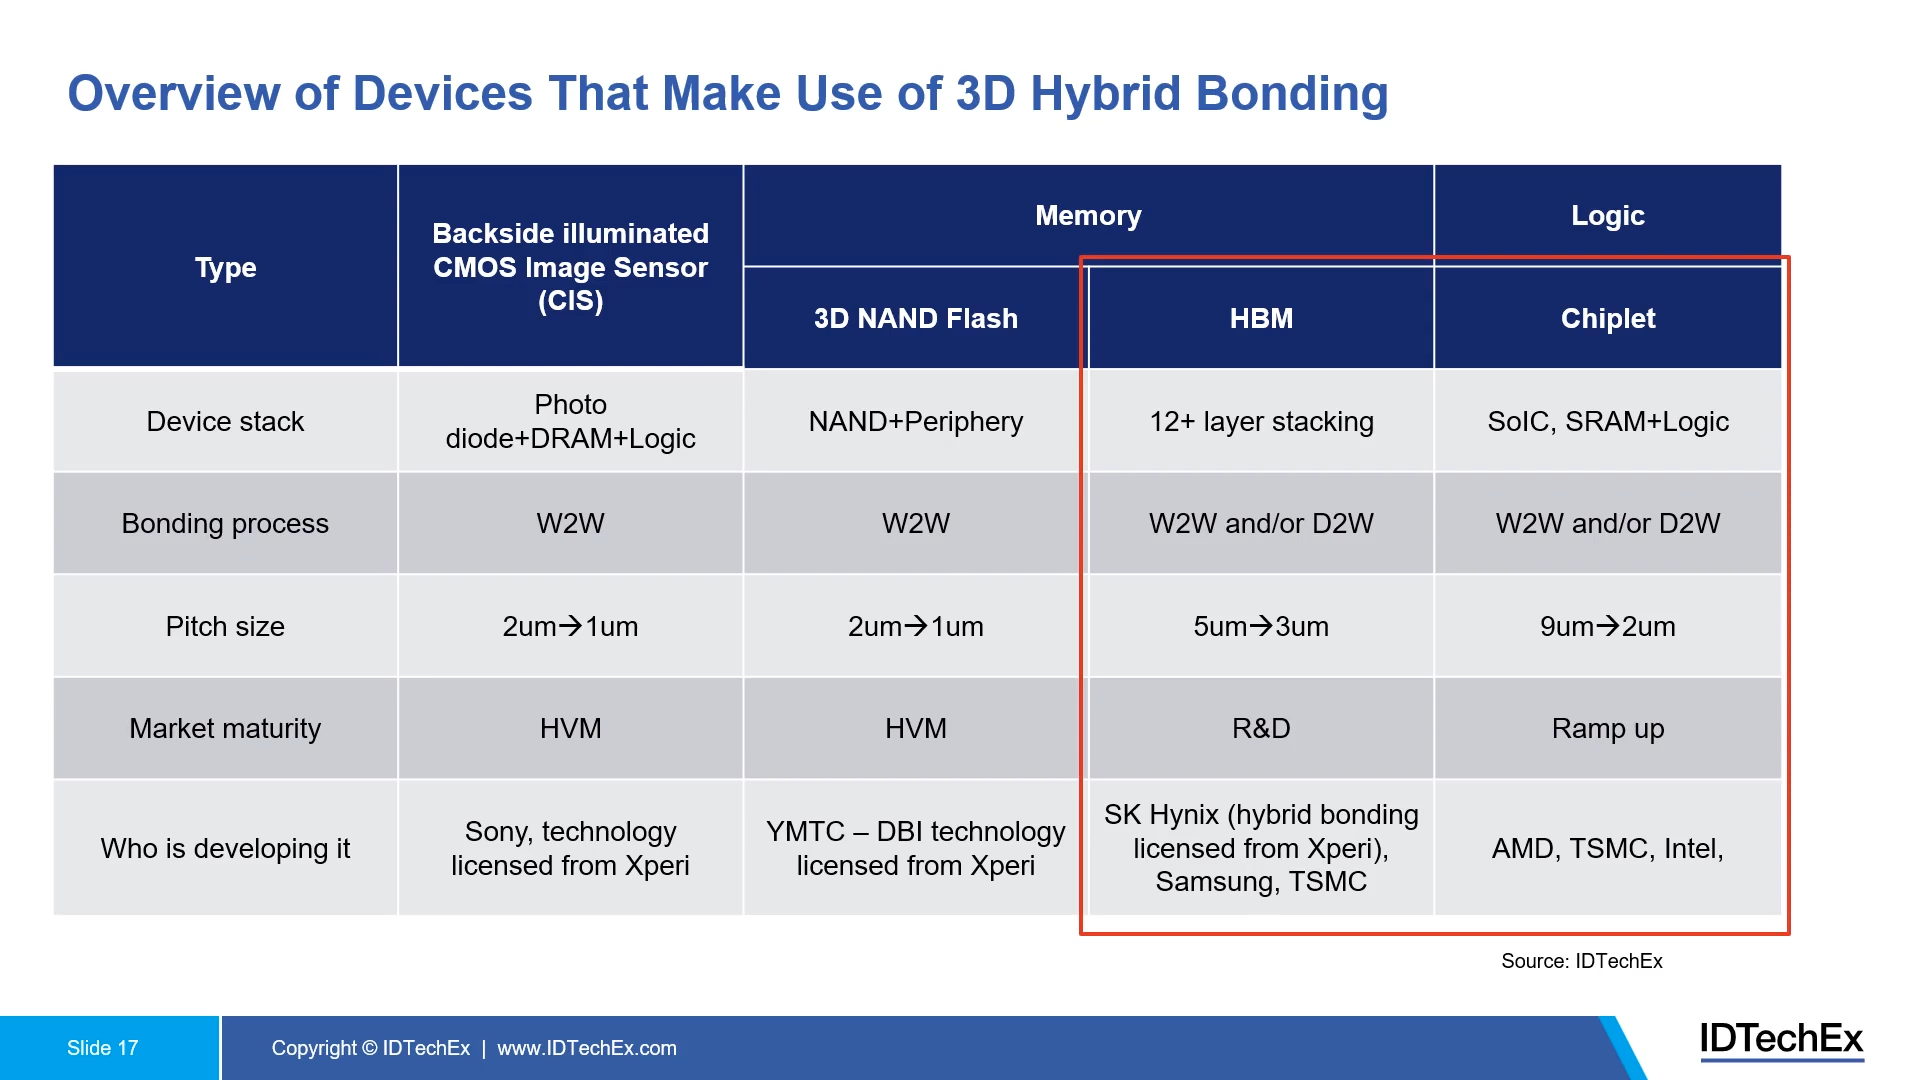 Overview of Devices That Make Use of 3D Hybrid Bonding
Type
Backside illuminated
CMOS Image Sensor
(CIS)
Memory
Logic
3D NAND Flash
HBM
Chiplet
Device stack
Photo
diode+DRAM+Logic
NAND+Periphery
12+ layer stacking
SoIC, SRAM+Logic
Bonding process
W2W
W2W
W2W and/or D2W
W2W and/or D2W
Pitch size
2um→1um
2um→1um
5um→3um
9um→2um
Market maturity
HVM
HVM
R&D
Ramp up
Who is developing it
Sony, technology
licensed from Xperi
YMTC – DBI technology
licensed from Xperi
SK Hynix (hybrid bonding
licensed from Xperi),
Samsung, TSMC
AMD, TSMC, Intel,
Source: IDTechEx
Slide 17
Copyright © IDTechEx | www.IDTechEx.com
IDTechEx